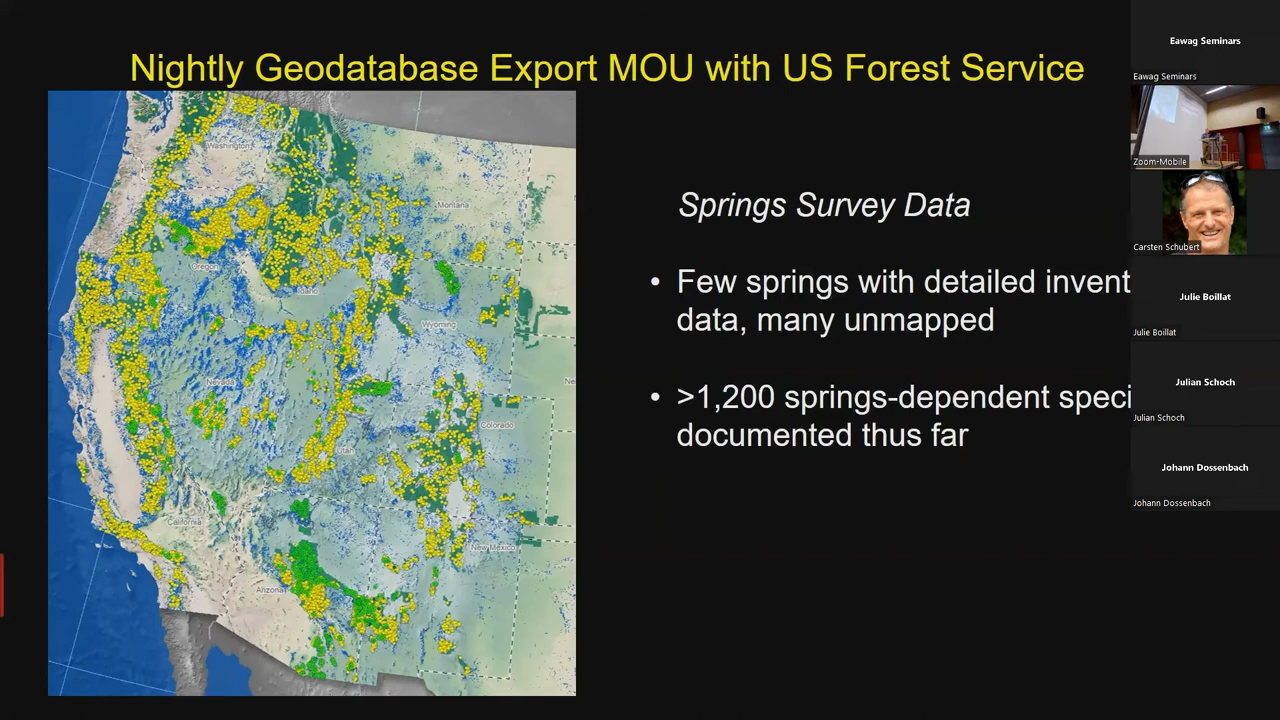 Nightly Geodatabase Export MOU with US Forest Service
Springs Survey Data
• Few springs with detailed invent
data, many unmapped
• >1,200 springs-dependent speci
documented thus far
Washington
Montana
Oregon
Idaho
Wyoming
Nevada
Ne
Utah
Colorado
California
Arizona
New Mexico
Eawag Seminars
Eawag Seminars
Zoom-Mobile
Carsten Schubert
Julie Boillat
Julie Boillat
Julian Schoch
Julian Schoch
Johann Dossenbach
Johann Dossenbach